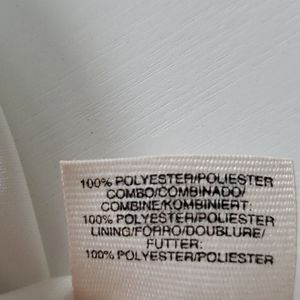 100% POLYESTER/POLIESTER
COMBO/COMBINADO/
COMBINE/KOMBINIERT:
100% POLYESTER/POLIESTER
LINING/FORRO/DOUBLURE/
FUTTER:
100% POLYESTER/POLIESTER